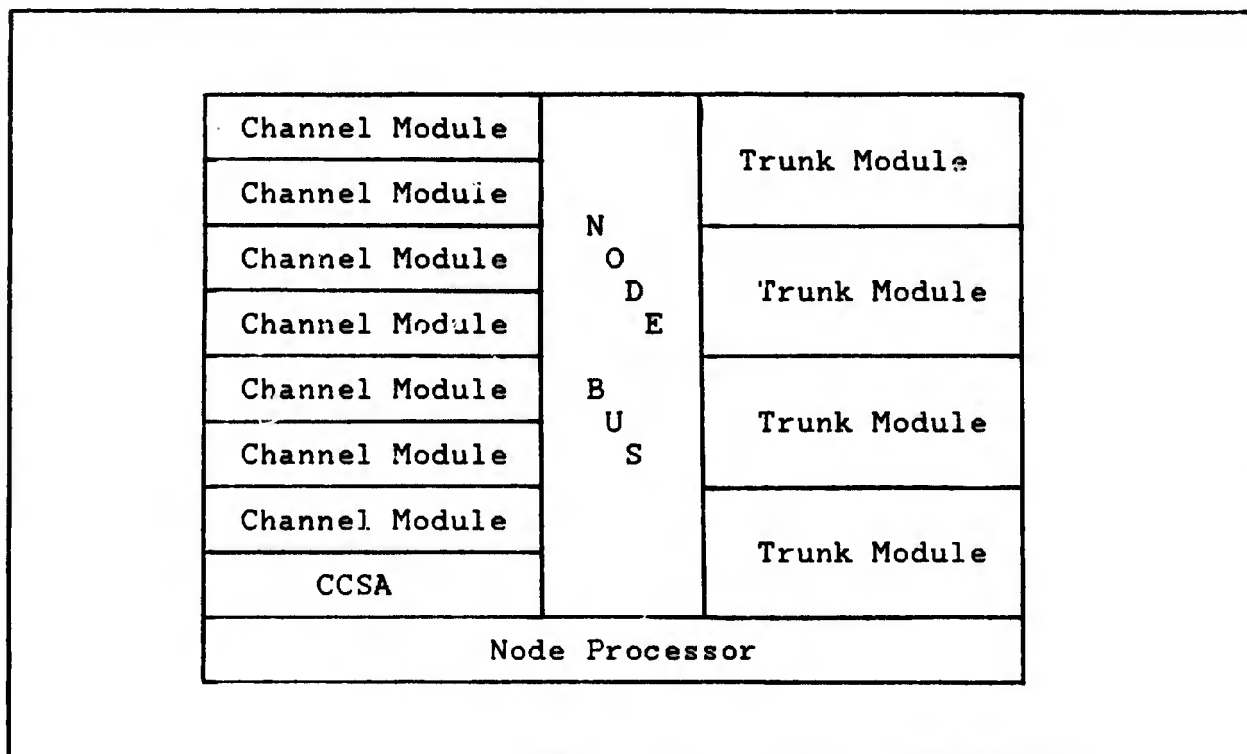 Channel Module
Channel Module
Channel Module
Channel Module
Channel Module
Channel Module
Channel Module
CCSA
N
O
D
E
B
U
S
Trunk Module
Trunk Module
Trunk Module
Trunk Module
Node Processor